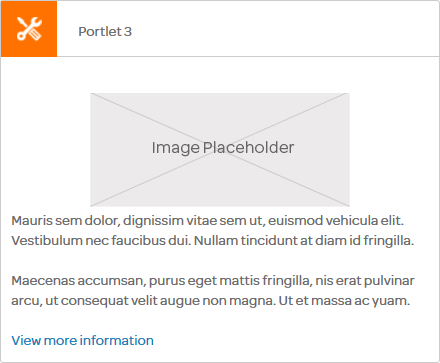 Portlet 3
Image Placeholder
Mauris sem dolor, dignissim vitae sem ut, euismod vehicula elit.
Vestibulum nec faucibus dui. Nullam tincidunt at diam id fringilla.
Maecenas accumsan, purus eget mattis fringilla, nis erat pulvinar
arcu, ut consequat velit augue non magna. Ut et massa ac yuam.
View more information